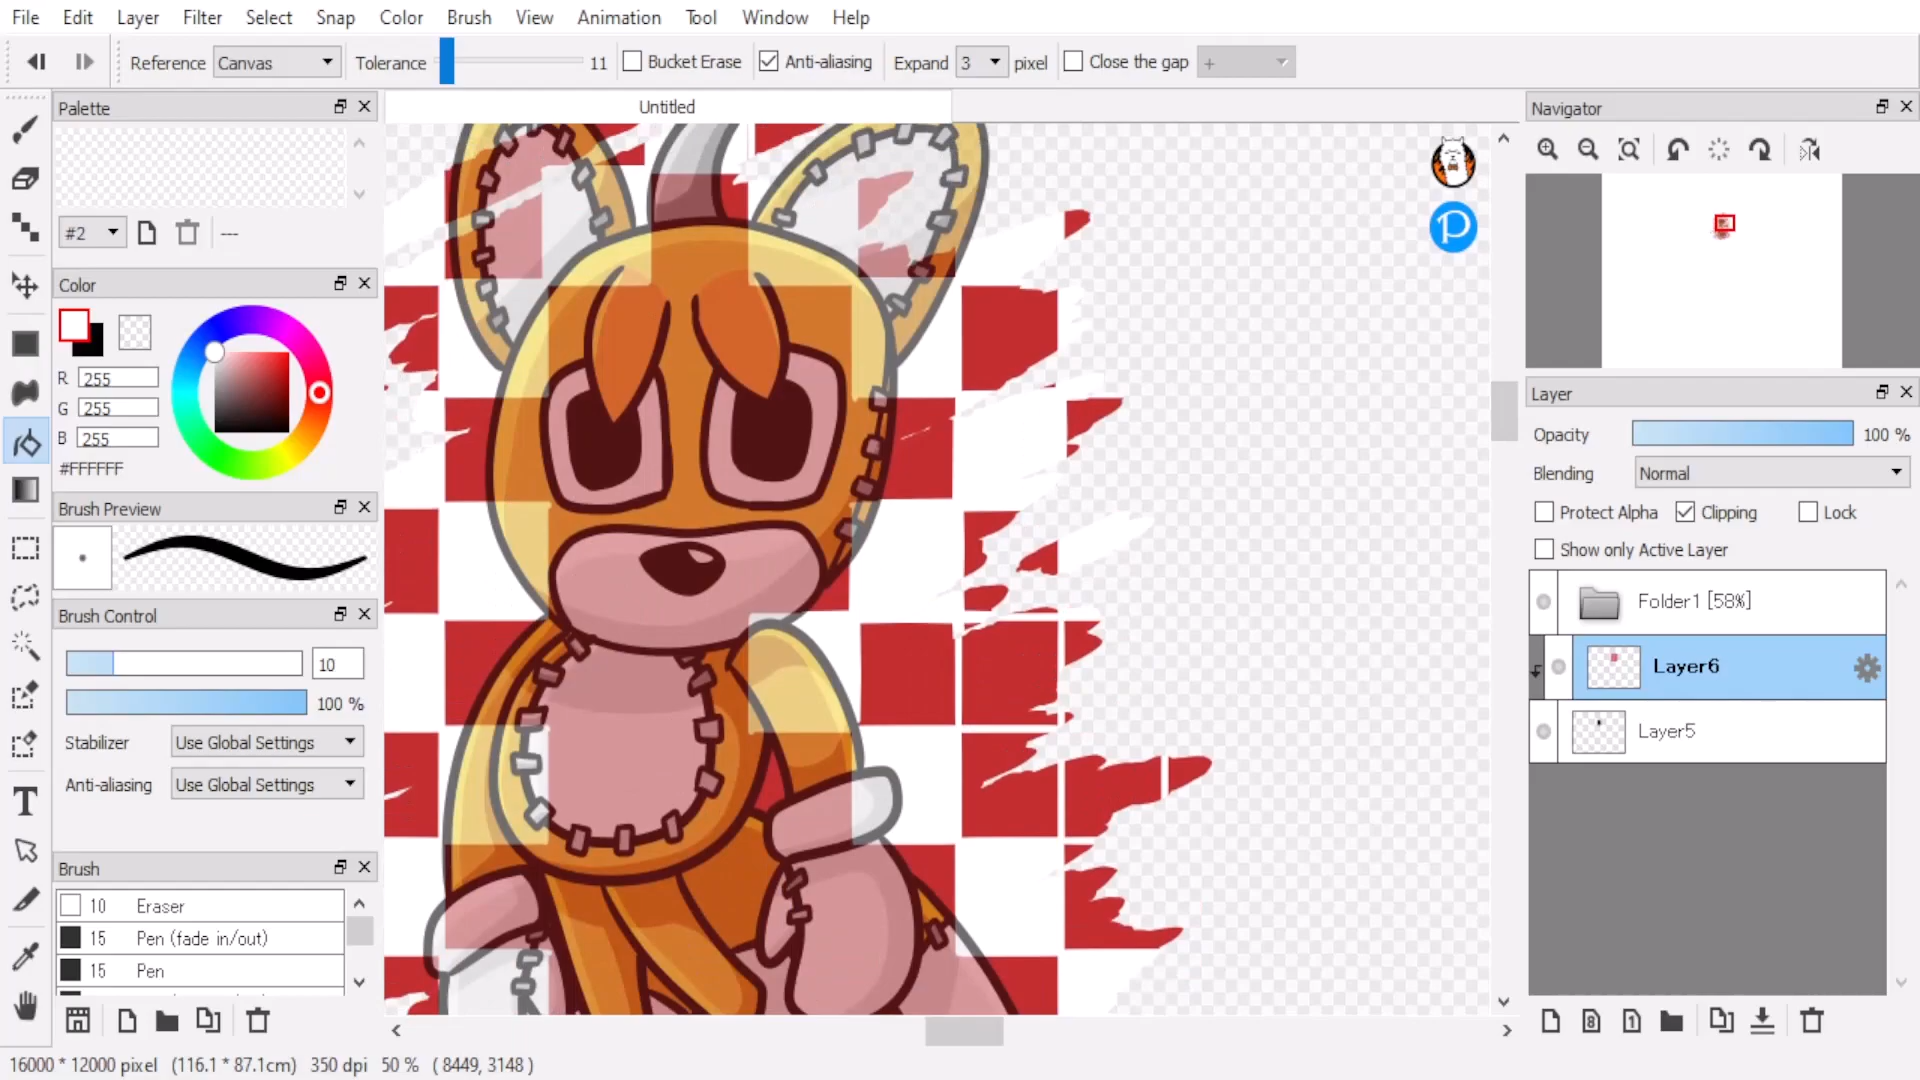 File Edit Layer Filter Select Snap Color Brush View Animation Tool Window Help
Reference Canvas Tolerance 11 Bucket Erase Anti-aliasing Expand 3 pixel Close the gap +
Palette
Untitled
Navigator
#2 ---
Color
R 255
G 255
B 255
#FFFFFF
Brush Preview
Brush Control
10
100 %
Stabilizer Use Global Settings
Anti-aliasing Use Global Settings
Brush
10 Eraser
15 Pen (fade in/out)
15 Pen
Layer
Opacity 100 %
Blending Normal
Protect Alpha Clipping Lock
Show only Active Layer
Folder1 [58%]
Layer6
Layer5
16000 * 12000 pixel (116.1 * 87.1cm) 350 dpi 50 % ( 8449, 3148 )